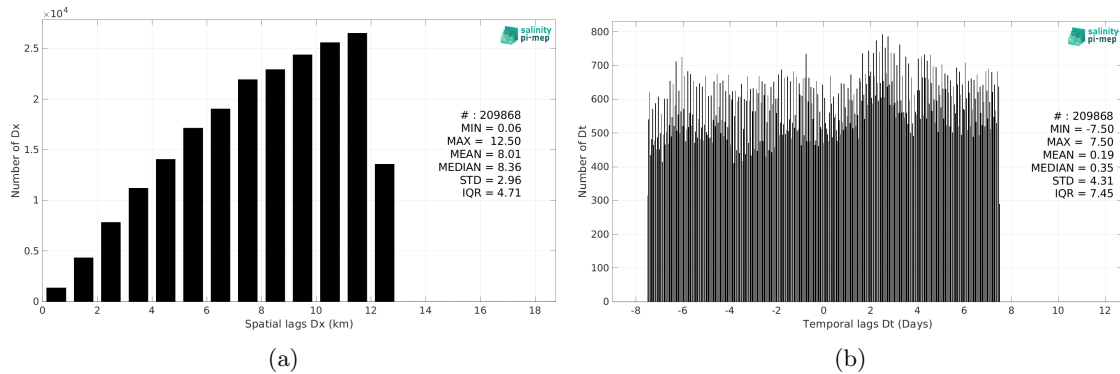 ×10⁴
2.5
2
1.5
1
0.5
0
0 2 4 6 8 10 12 14 16 18
Number of Dx
Spatial lags Dx (km)
salinity
pi-mep
# : 209868
MIN = 0.06
MAX = 12.50
MEAN = 8.01
MEDIAN = 8.36
STD = 2.96
IQR = 4.71
(a)
800
700
600
500
400
300
200
100
0
-8 -6 -4 -2 0 2 4 6 8 10 12
Number of Dt
Temporal lags Dt (Days)
salinity
pi-mep
# : 209868
MIN = -7.50
MAX = 7.50
MEAN = 0.19
MEDIAN = 0.35
STD = 4.31
IQR = 7.45
(b)